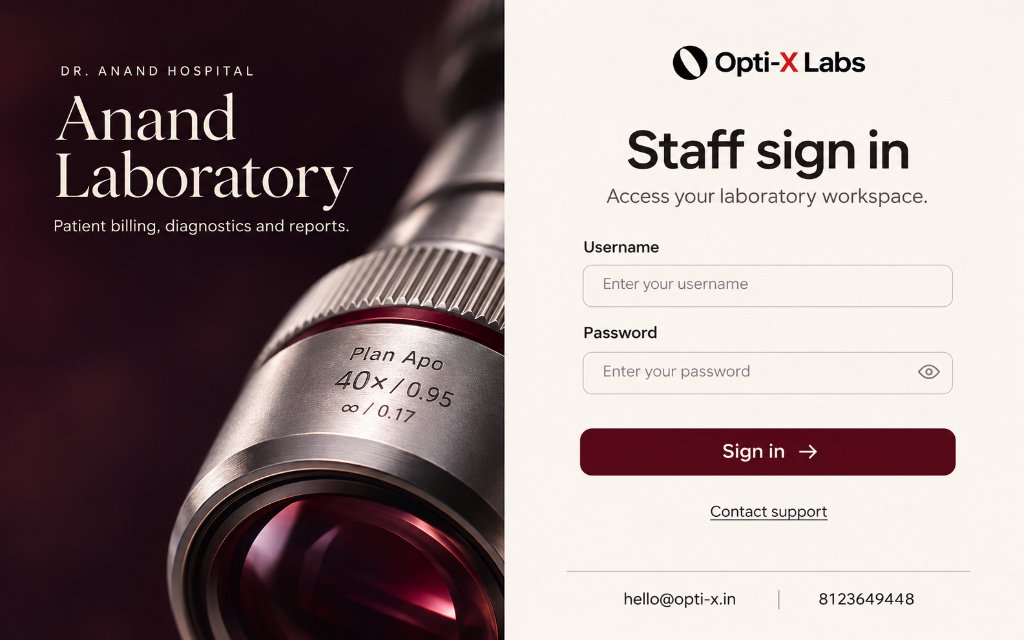 DR. ANAND HOSPITAL
Anand
Laboratory
Patient billing, diagnostics and reports.
Plan Apo
40× / 0.95
∞ / 0.17
Opti-X Labs
Staff sign in
Access your laboratory workspace.
Username
Enter your username
Password
Enter your password
Sign in →
Contact support
hello@opti-x.in | 8123649448